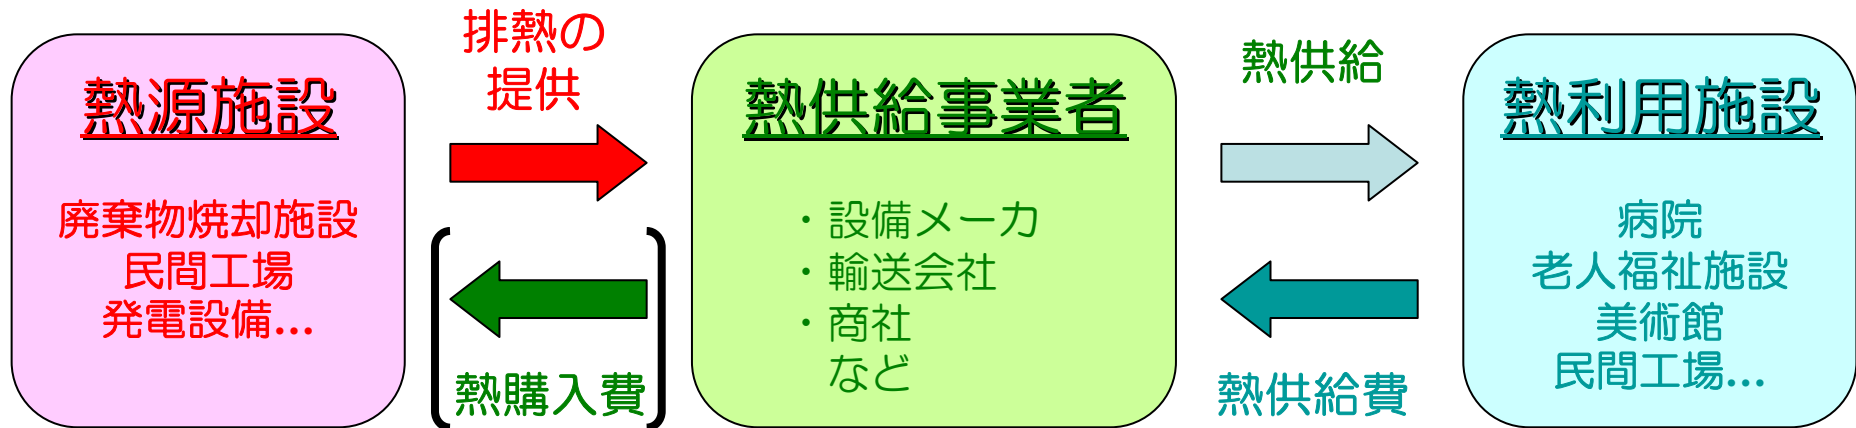 熱源施設
廃棄物焼却施設
民間工場
発電設備…
排熱の
提供
熱購入費
熱供給事業者
・設備メーカ
・輸送会社
・商社
など
熱供給
熱供給費
熱利用施設
病院
老人福祉施設
美術館
民間工場…